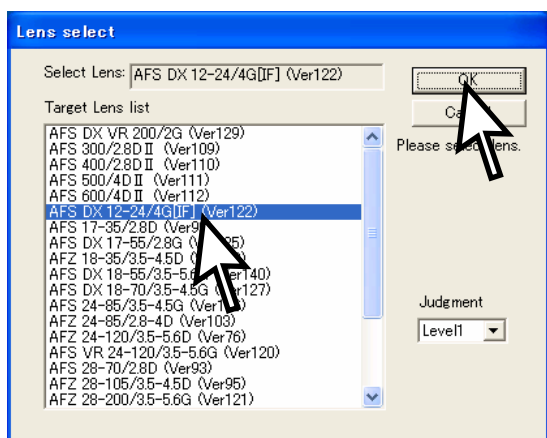 Lens select
Select Lens: AFS DX 12-24/4G[IF] (Ver122)
OK
Target Lens list
Please select lens.
AFS DX VR 200/2G (Ver129)
AFS 300/2.8D II (Ver109)
AFS 400/2.8D II (Ver110)
AFS 500/4D II (Ver111)
AFS 600/4D II (Ver112)
AFS DX 12-24/4G[IF] (Ver122)
AFS 17-35/2.8D
AFS DX 17-55/2.8G
AFZ 18-35/3.5-4.5D
AFS DX 18-55/3.5-5.6
AFS DX 18-70/3.5-4.5G
AFS 24-85/3.5-4.5G
AFZ 24-85/2.8-4D (Ver103)
AFZ 24-120/3.5-5.6D (Ver76)
AFS VR 24-120/3.5-5.6G (Ver120)
AFS 28-70/2.8D (Ver93)
AFZ 28-105/3.5-4.5D (Ver95)
AFZ 28-200/3.5-5.6G (Ver121)
Judgment
Level1